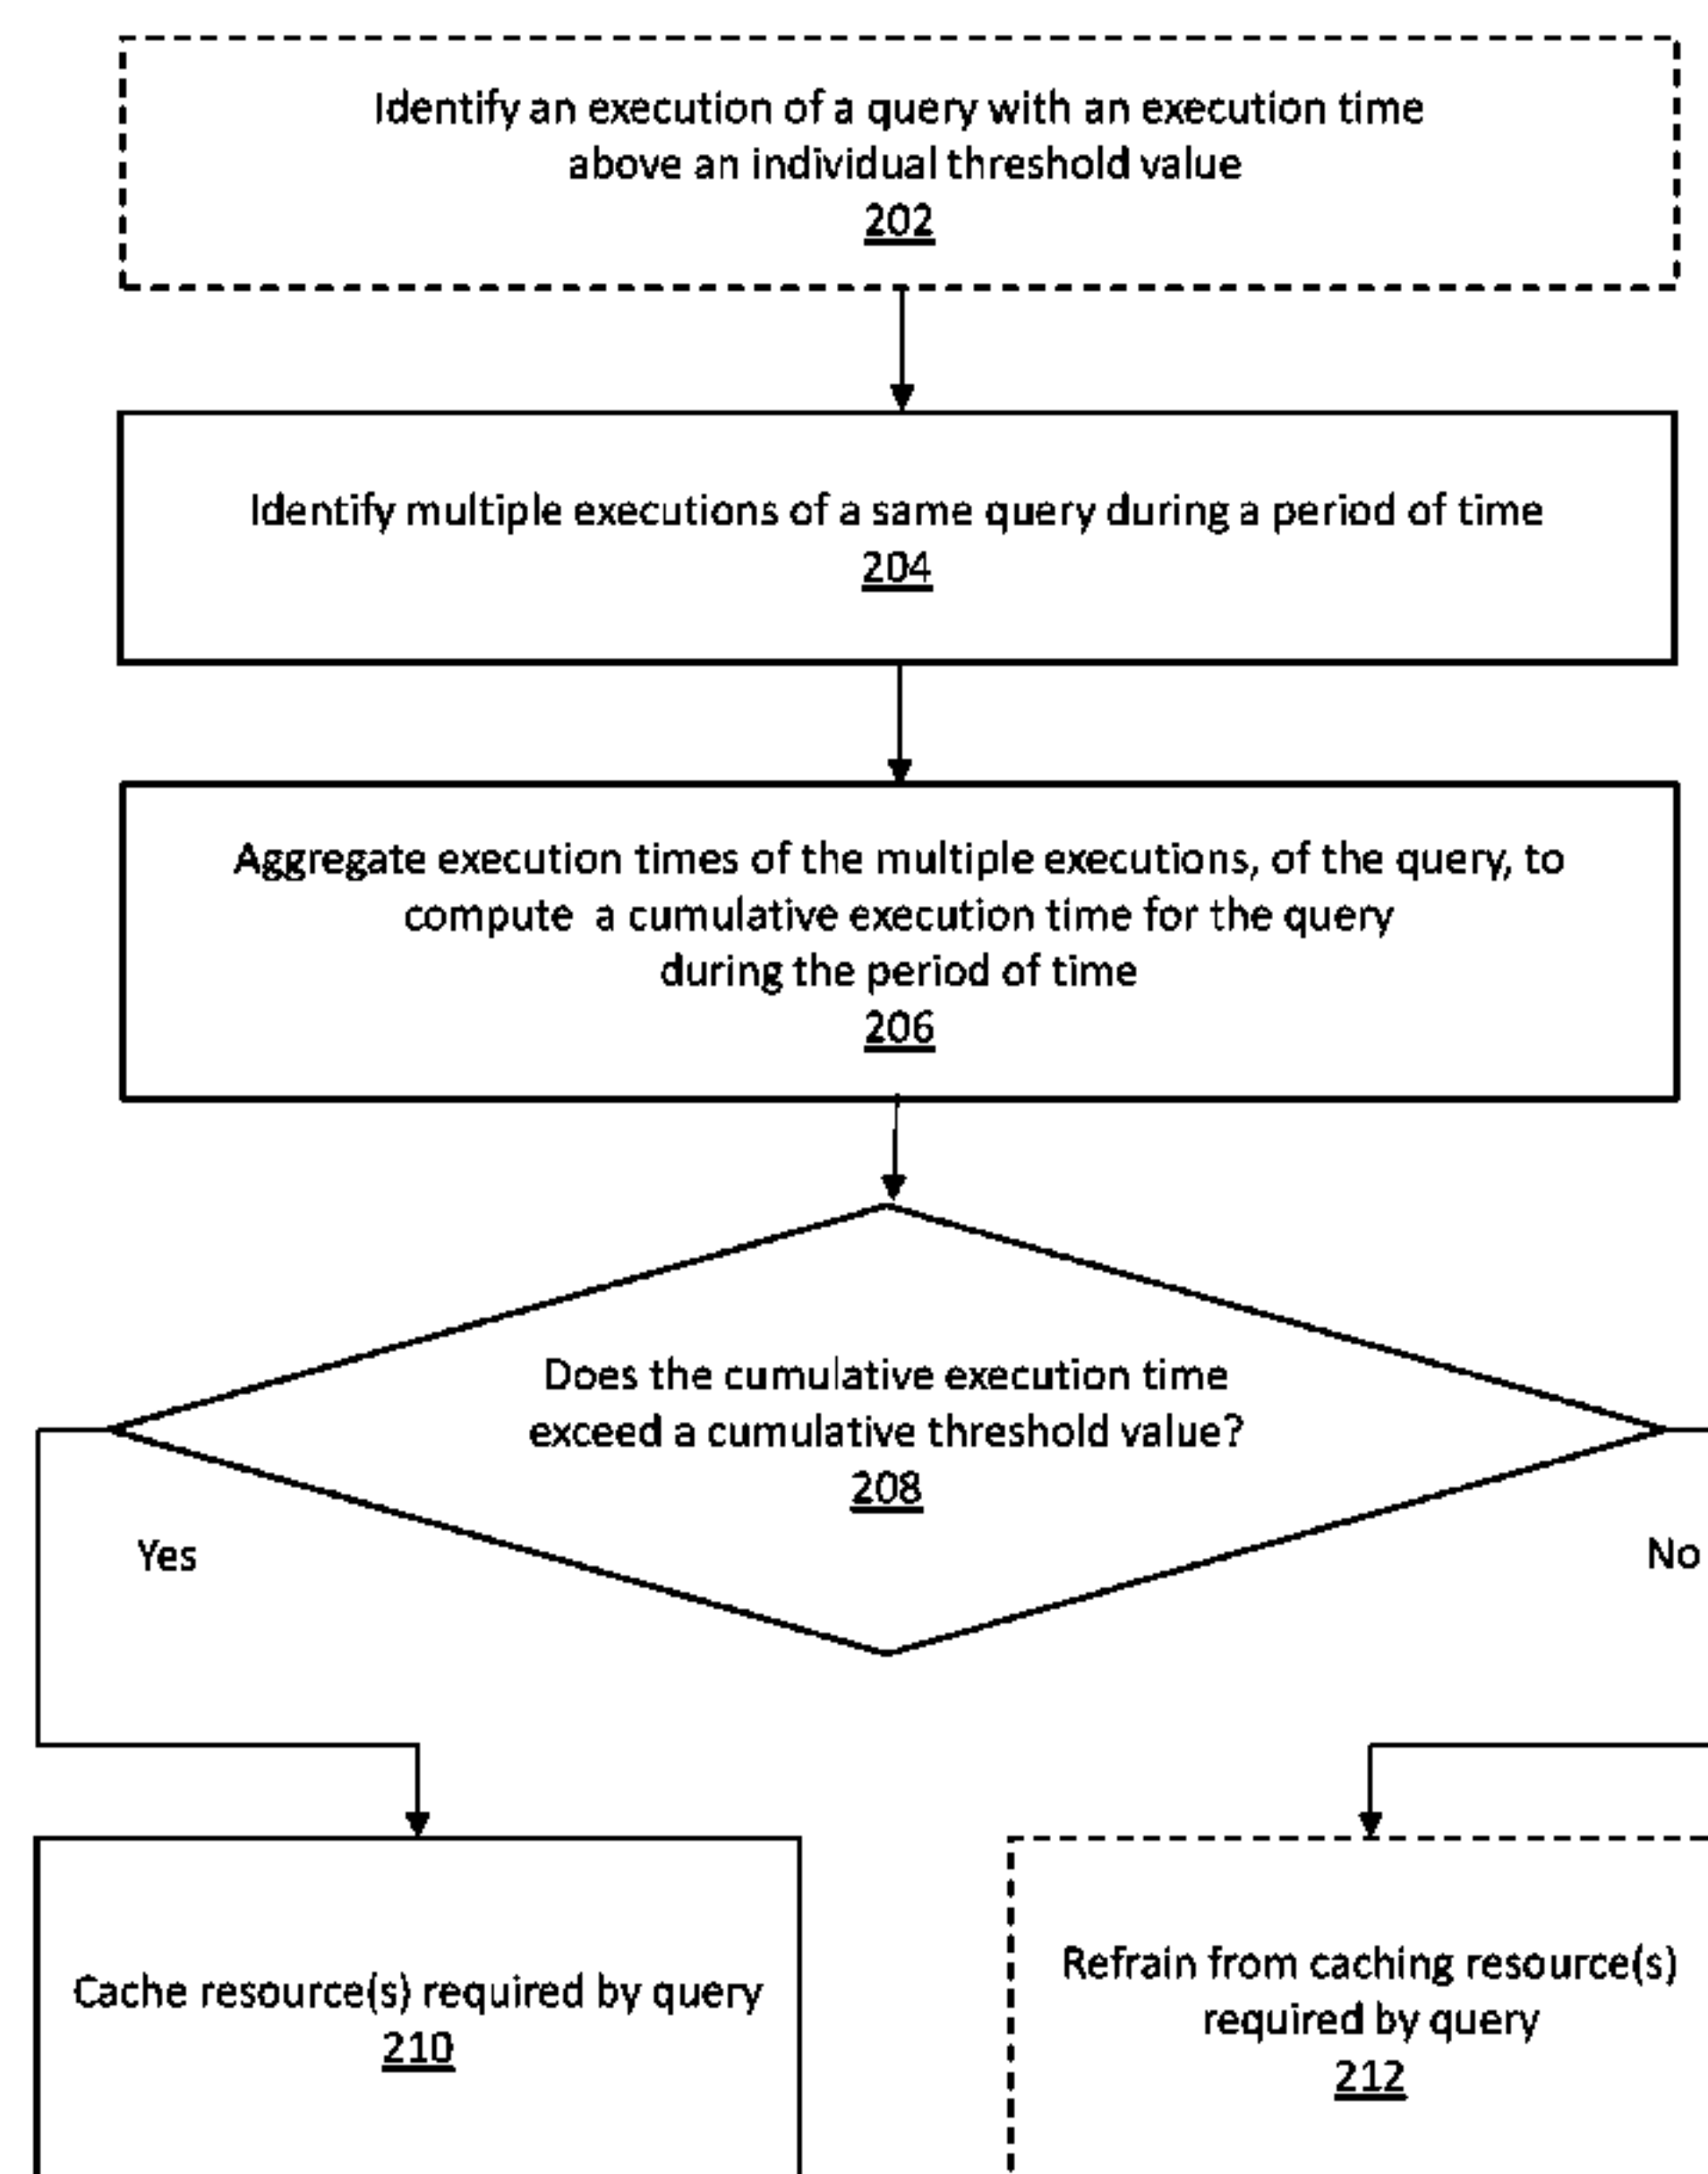 Identify an execution of a query with an execution time
above an individual threshold value
202
Identify multiple executions of a same query during a period of time
204
Aggregate execution times of the multiple executions, of the query, to
compute a cumulative execution time for the query
during the period of time
206
Does the cumulative execution time
exceed a cumulative threshold value?
208
Yes
No
Cache resource(s) required by query
210
Refrain from caching resource(s)
required by query
212